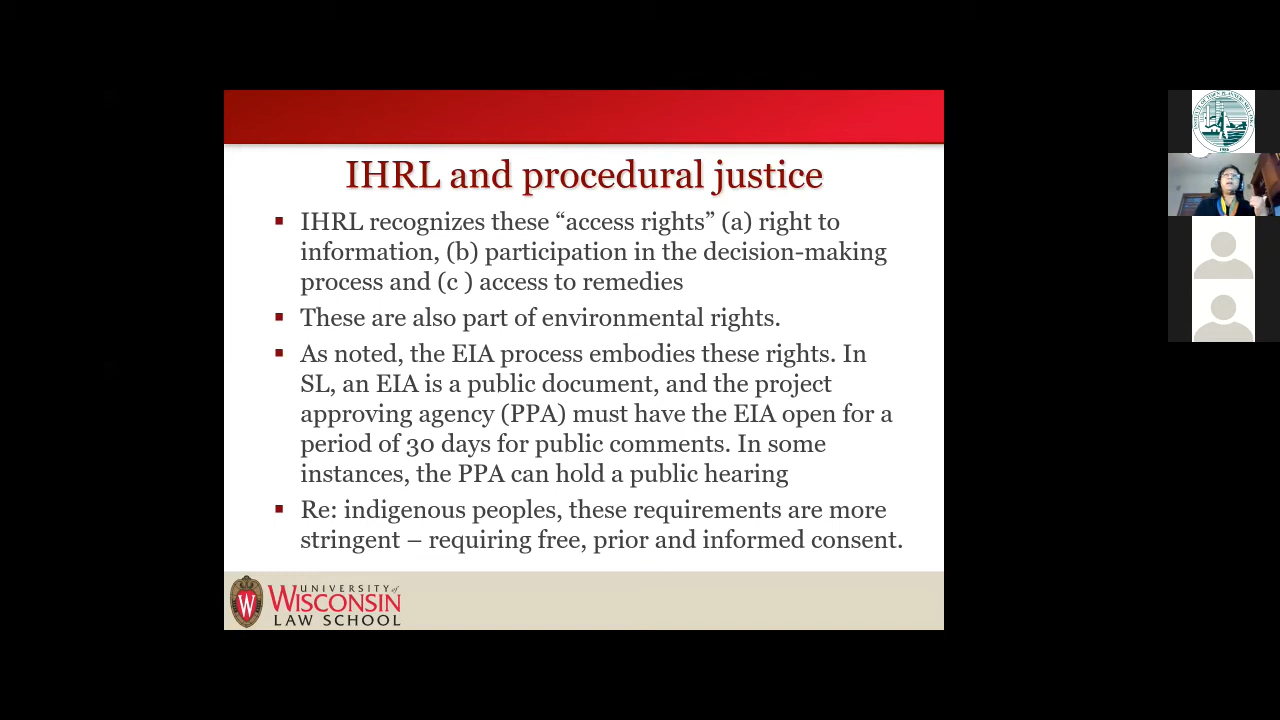 IHRL and procedural justice
IHRL recognizes these “access rights” (a) right to
information, (b) participation in the decision-making
process and (c ) access to remedies
These are also part of environmental rights.
As noted, the EIA process embodies these rights. In
SL, an EIA is a public document, and the project
approving agency (PPA) must have the EIA open for a
period of 30 days for public comments. In some
instances, the PPA can hold a public hearing
Re: indigenous peoples, these requirements are more
stringent – requiring free, prior and informed consent.
W
UNIVERSITY of
WISCONSIN
LAW SCHOOL
1986